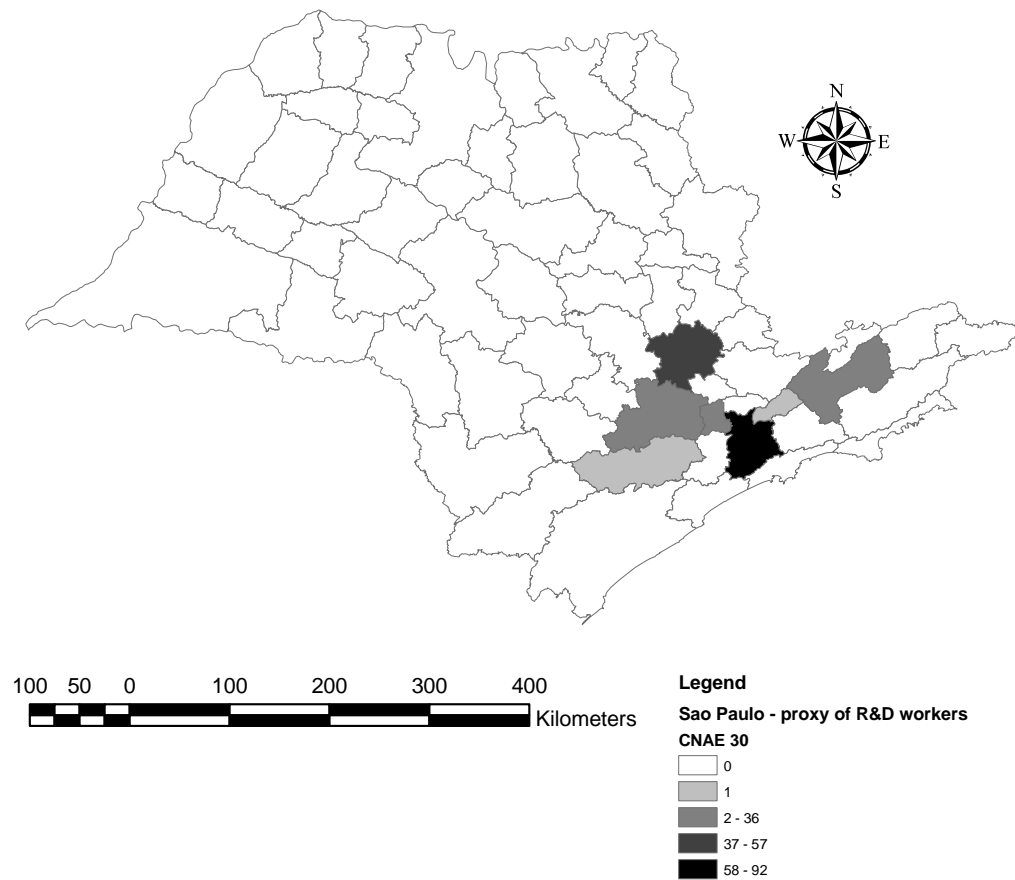 N
W E
S
100 50 0 100 200 300 400
Kilometers
Legend
Sao Paulo - proxy of R&D workers
CNAE 30
0
1
2 - 36
37 - 57
58 - 92